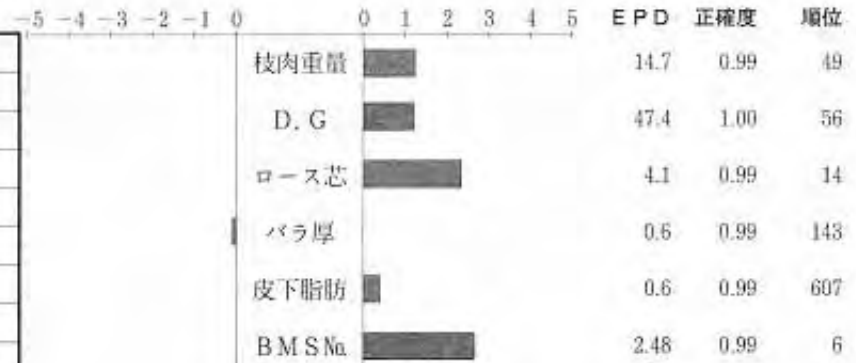 -5 -4 -3 -2 -1 0 0 1 2 3 4 5 EPD 正確度 順位
枝肉重量 14.7 0.99 49
D.G 47.4 1.00 56
ロース芯 4.1 0.99 14
バラ厚 0.6 0.99 143
皮下脂肪 0.6 0.99 607
BMS№ 2.48 0.99 6